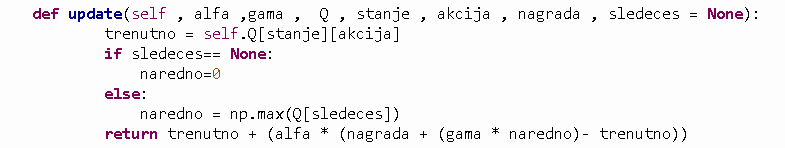 def update(self , alfa ,gama ,  Q , stanje , akcija , nagrada , sledeces = None):
        trenutno = self.Q[stanje][akcija]
        if sledeces== None:
            naredno=0
        else:
            naredno = np.max(Q[sledeces])
        return trenutno + (alfa * (nagrada + (gama * naredno)- trenutno))